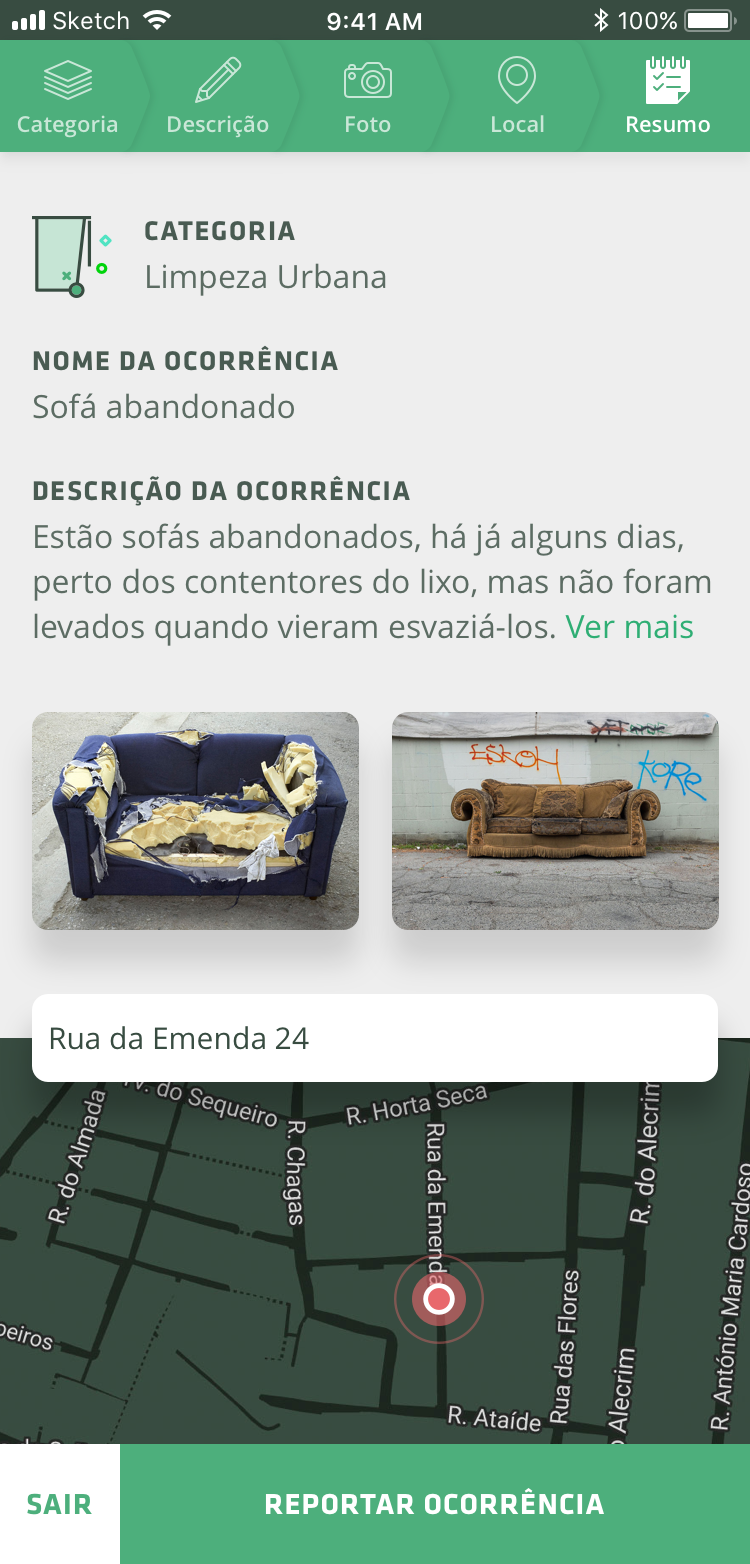 Sketch 9:41 AM 100%
Categoria Descrição Foto Local Resumo
CATEGORIA
Limpeza Urbana
NOME DA OCORRÊNCIA
Sofá abandonado
DESCRIÇÃO DA OCORRÊNCIA
Estão sofás abandonados, há já alguns dias,
perto dos contentores do lixo, mas não foram
levados quando vieram esvaziá-los. Ver mais
ESKOH
KORE
Rua da Emenda 24
do Sequeiro
R. Horta Seca
R. do Almada
R. Chagas
Rua da Emenda
R. do Alecrim
R. António Maria Cardoso
Rua das Flores
Alecrim
R. Ataíde
SAIR
REPORTAR OCORRÊNCIA